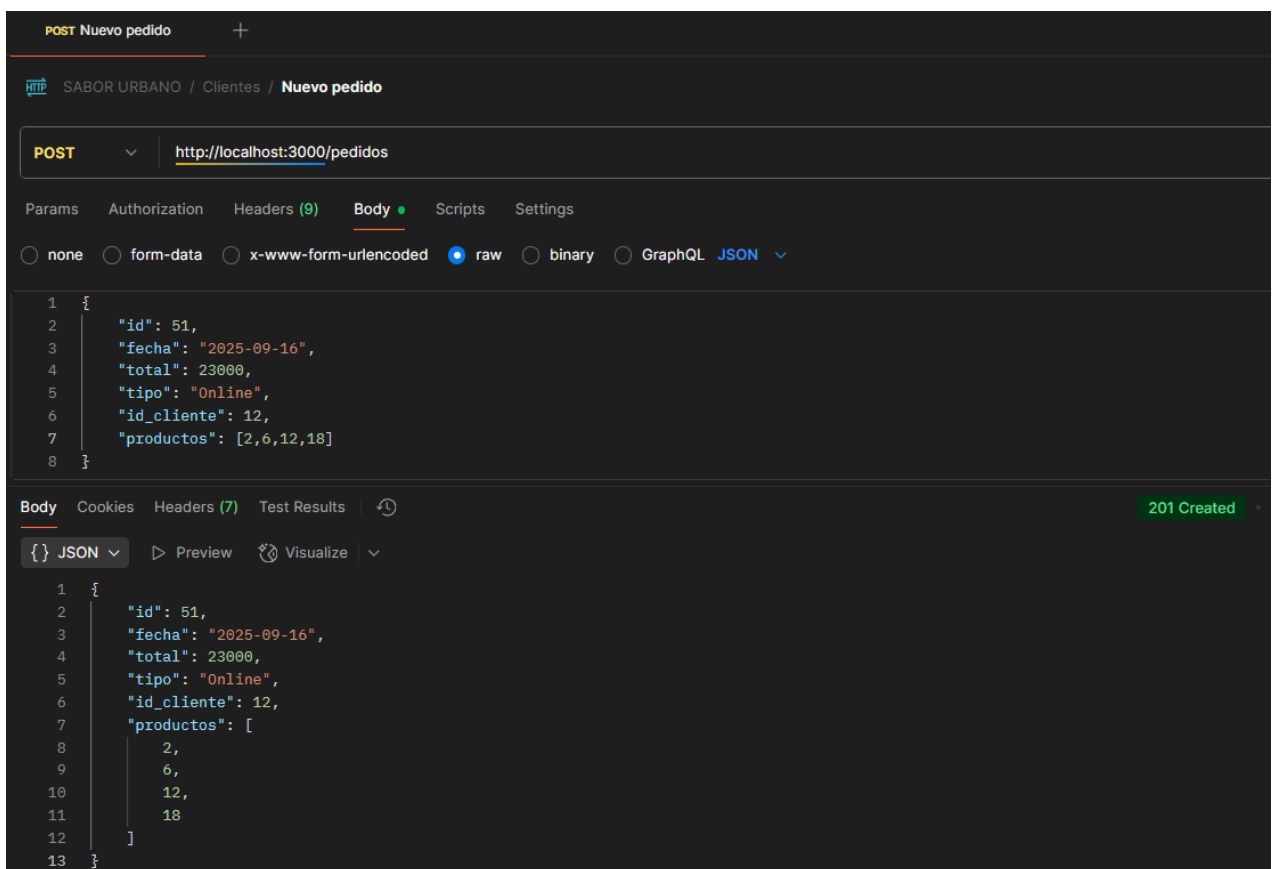 POST Nuevo pedido +
HTTP SABOR URBANO / Clientes / Nuevo pedido
POST http://localhost:3000/pedidos
Params Authorization Headers (9) Body Scripts Settings
none form-data x-www-form-urlencoded raw binary GraphQL JSON
1 {
2 "id": 51,
3 "fecha": "2025-09-16",
4 "total": 23000,
5 "tipo": "Online",
6 "id_cliente": 12,
7 "productos": [2,6,12,18]
8 }
Body Cookies Headers (7) Test Results 201 Created
{} JSON Preview Visualize
1 {
2 "id": 51,
3 "fecha": "2025-09-16",
4 "total": 23000,
5 "tipo": "Online",
6 "id_cliente": 12,
7 "productos": [
8 2,
9 6,
10 12,
11 18
12 ]
13 }